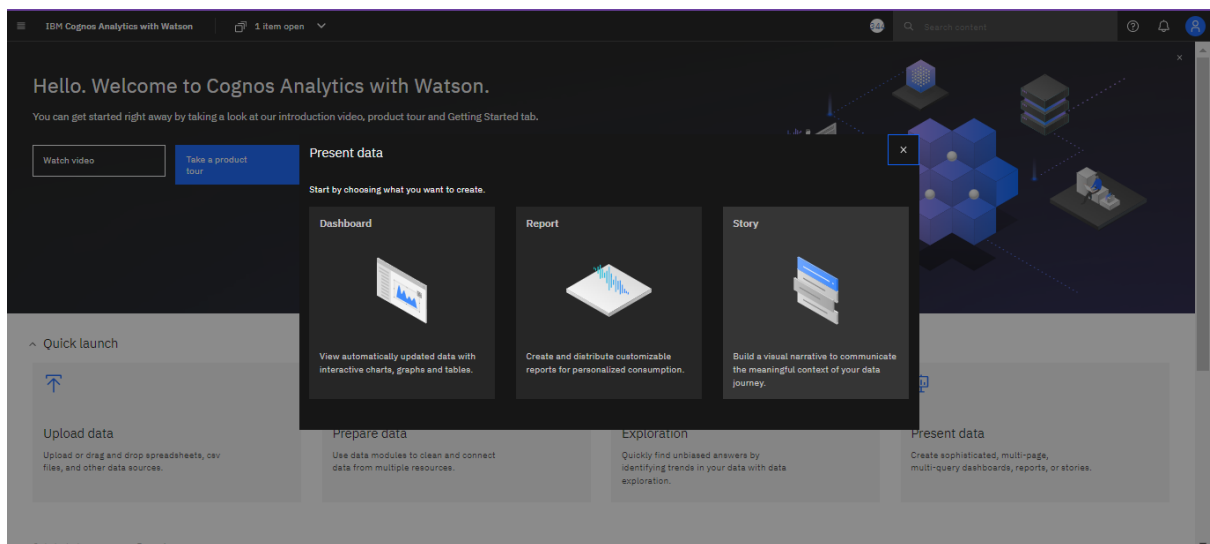 IBM Cognos Analytics with Watson
1 item open
Search content
Hello. Welcome to Cognos Analytics with Watson.
You can get started right away by taking a look at our introduction video, product tour and Getting Started tab.
Watch video
Take a product
tour
Present data
Start by choosing what you want to create.
Dashboard
View automatically updated data with
interactive charts, graphs and tables.
Report
Create and distribute customizable
reports for personalized consumption.
Story
Build a visual narrative to communicate
the meaningful context of your data
journey.
Quick launch
Upload data
Upload or drag and drop spreadsheets, csv
files, and other data sources.
Prepare data
Use data modules to clean and connect
data from multiple resources.
Exploration
Quickly find unbiased answers by
identifying trends in your data with data
exploration.
Present data
Create sophisticated, multi-page,
multi-query dashboards, reports, or stories.